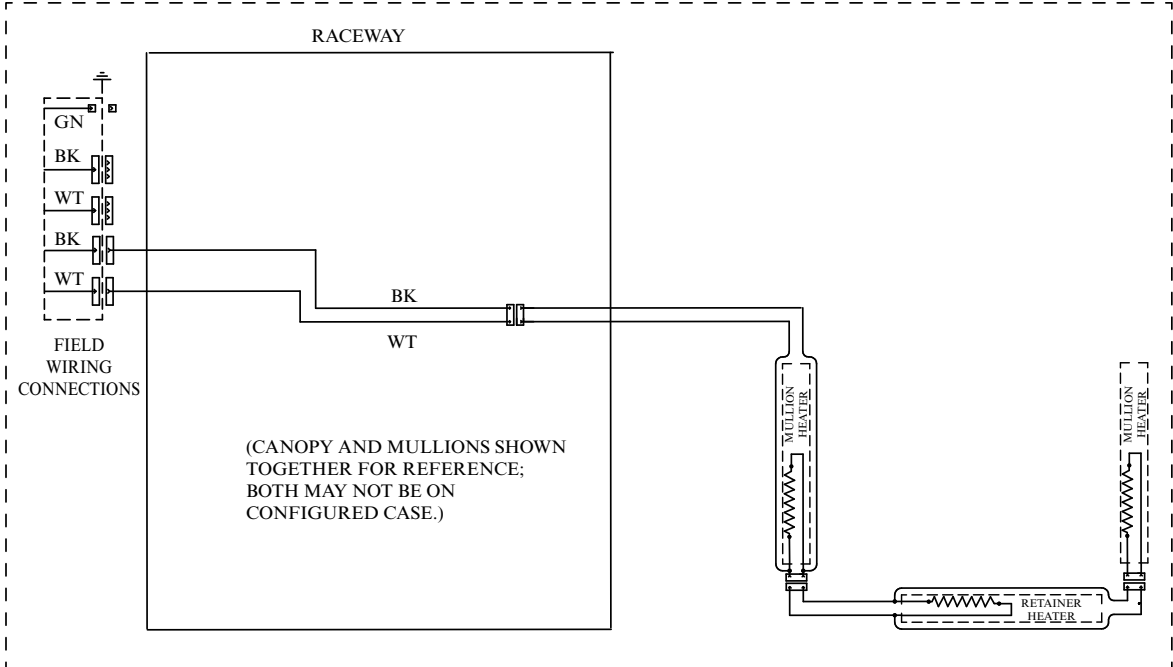 RACEWAY
GN
BK
WT
BK
WT
FIELD
WIRING
CONNECTIONS
BK
WT
(CANOPY AND MULLIONS SHOWN
TOGETHER FOR REFERENCE;
BOTH MAY NOT BE ON
CONFIGURED CASE.)
MULLION
HEATER
MULLION
HEATER
RETAINER
HEATER